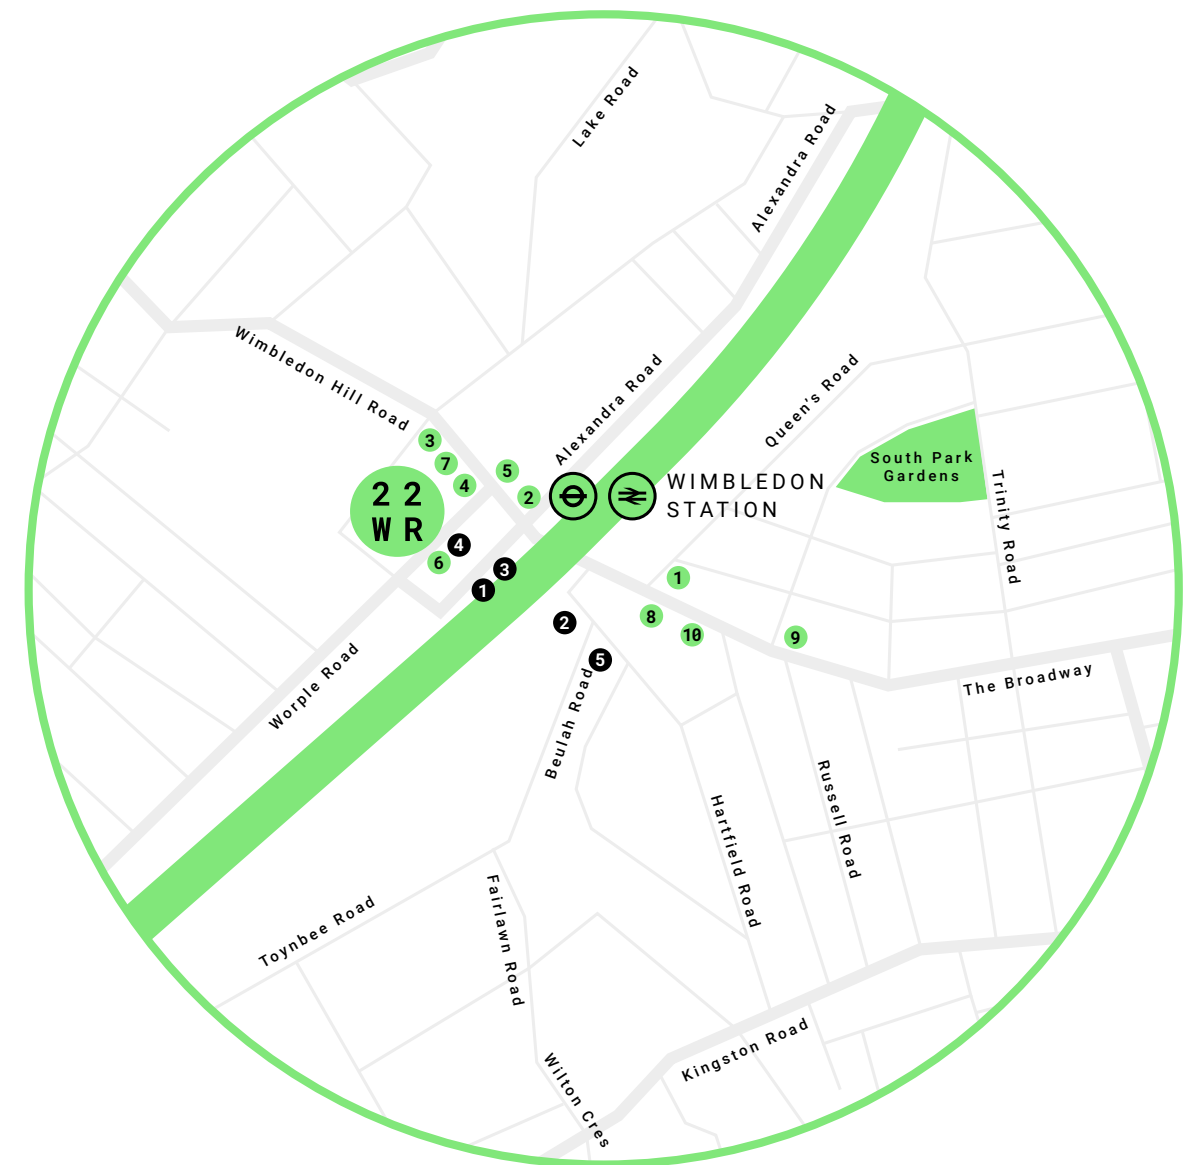 Lake Road
Alexandra Road
Wimbledon Hill Road
Alexandra Road
Queen's Road
3
7
4
5
2
22
WR
WIMBLEDON
STATION
South Park
Gardens
Trinity Road
4
6
3
1
1
2
8
10
9
5
Worple Road
Beulah Road
The Broadway
Russell Road
Hartfield Road
Toynbee Road
Fairlawn Road
Kingston Road
Wilton Cres